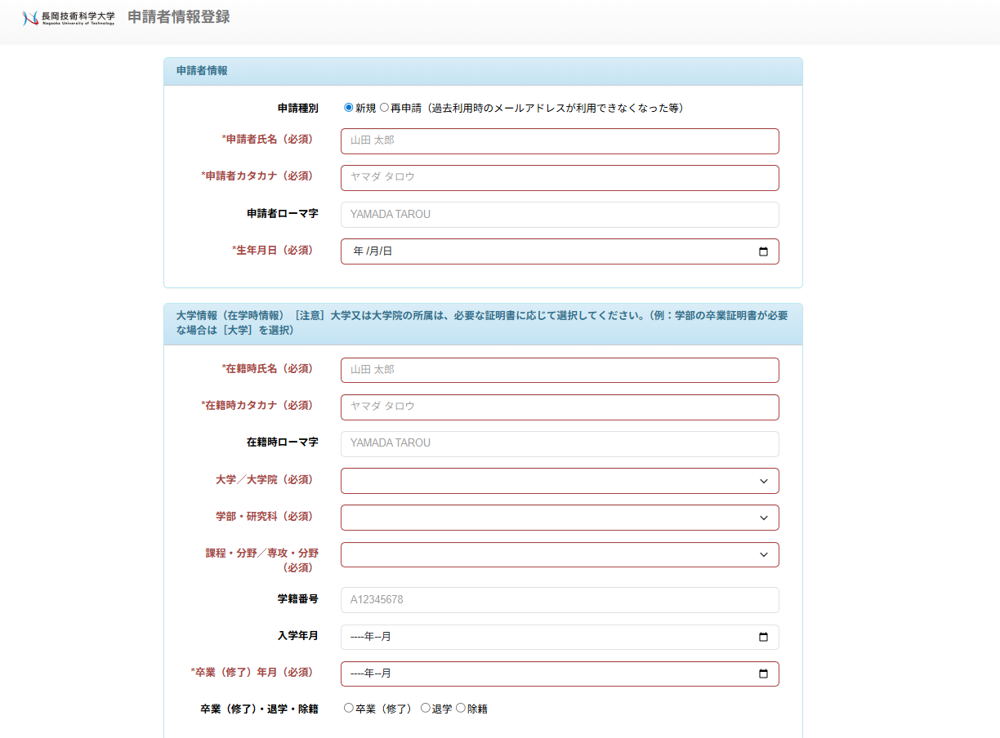 長岡技術科学大学
Nagaoka University of Technology
申請者情報登録
申請者情報
申請種別
新規 再申請（過去利用時のメールアドレスが利用できなくなった等）
*申請者氏名（必須）
山田 太郎
*申請者カタカナ（必須）
ヤマダ タロウ
申請者ローマ字
YAMADA TAROU
*生年月日（必須）
年 /月/日
大学情報（在学時情報）［注意］大学又は大学院の所属は、必要な証明書に応じて選択してください。（例：学部の卒業証明書が必要
な場合は［大学］を選択）
*在籍時氏名（必須）
山田 太郎
*在籍時カタカナ（必須）
ヤマダ タロウ
在籍時ローマ字
YAMADA TAROU
大学／大学院（必須）
学部・研究科（必須）
課程・分野／専攻・分野
（必須）
学籍番号
A12345678
入学年月
----年--月
*卒業（修了）年月（必須）
----年--月
卒業（修了）・退学・除籍
卒業（修了） 退学 除籍